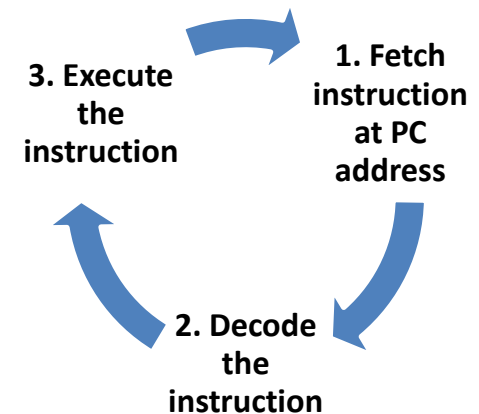 1. Fetch
instruction
at PC
address
2. Decode
the
instruction
3. Execute
the
instruction